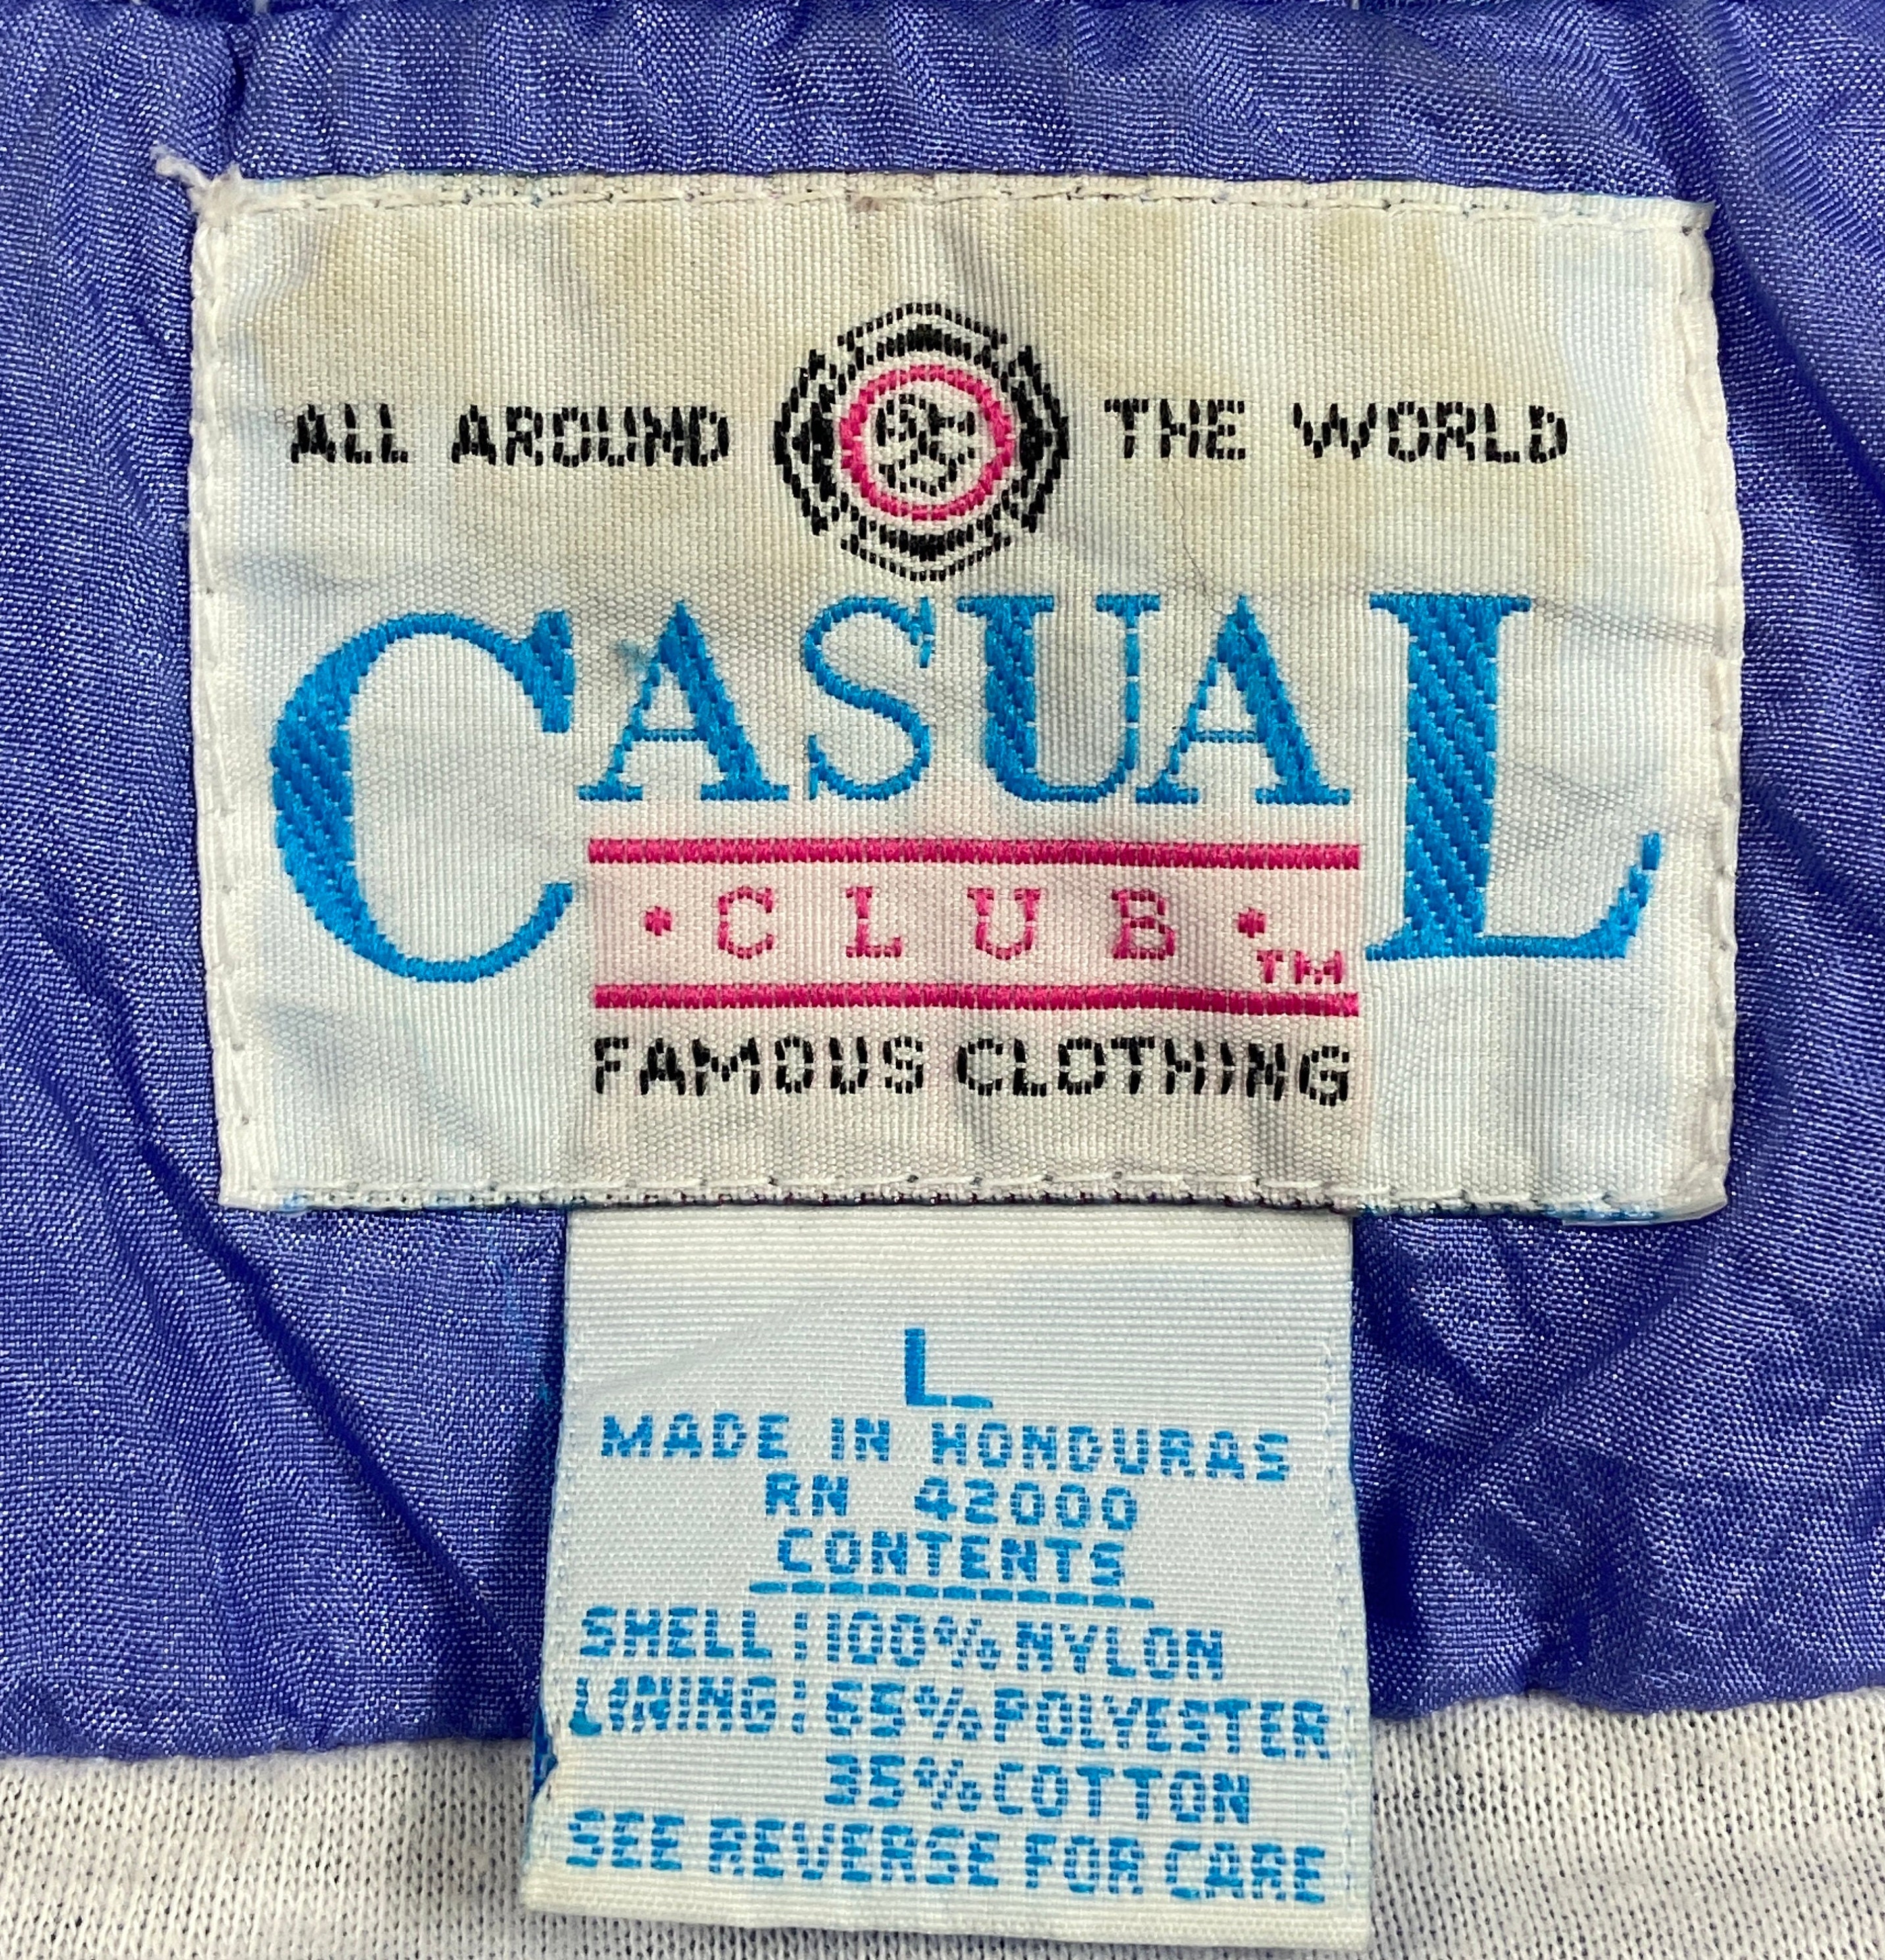 ALL AROUND THE WORLD
CASUAL
· CLUB · TM
FAMOUS CLOTHING
L
MADE IN HONDURAS
RN 42000
CONTENTS
SHELL: 100% NYLON
LINING: 65% POLYESTER
35% COTTON
SEE REVERSE FOR CARE